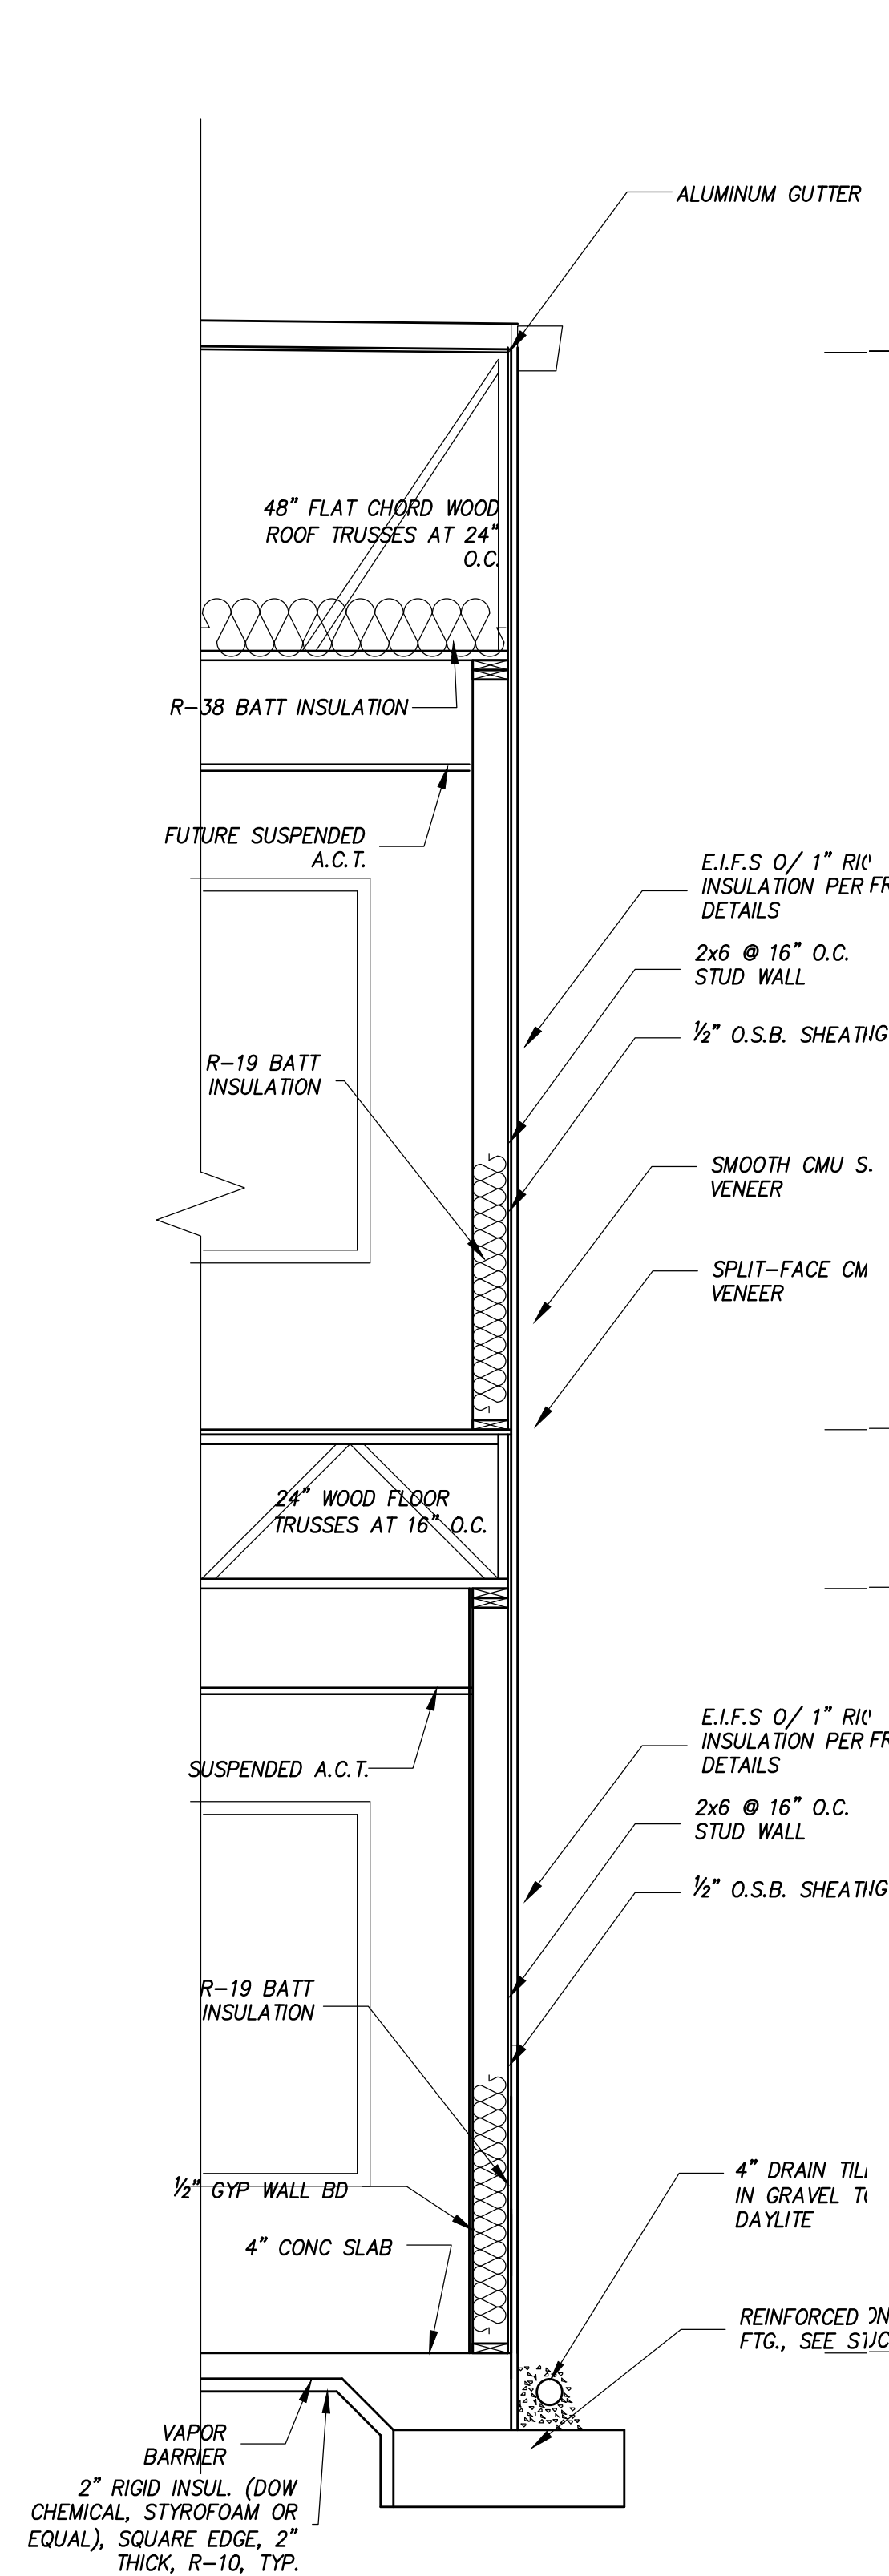 ALUMINUM GUTTER
48" FLAT CHORD WOOD
ROOF TRUSSES AT 24"
O.C.
R-38 BATT INSULATION
FUTURE SUSPENDED
A.C.T.
E.I.F.S O/ 1"
INSULATION PER
DETAILS
2x6 @ 16" O.C.
STUD WALL
½" O.S.B.
R-19 BATT
INSULATION
SMOOTH CMU S.
VENEER
SPLIT-FACE CM
VENEER
24" WOOD FLOOR
TRUSSES AT 16" O.C.
SUSPENDED A.C.T.
E.I.F.S O/ 1"
INSULATION PER
DETAILS
2x6 @ 16" O.C.
STUD WALL
½" O.S.B.
R-19 BATT
INSULATION
½" GYP WALL BD
4" CONC SLAB
4" DRAIN
IN GRAVEL
DAYLITE
REINFORCED
FTG., SEE
VAPOR
BARRIER
2" RIGID INSUL. (DOW
CHEMICAL, STYROFOAM OR
EQUAL), SQUARE EDGE, 2"
THICK, R-10, TYP.